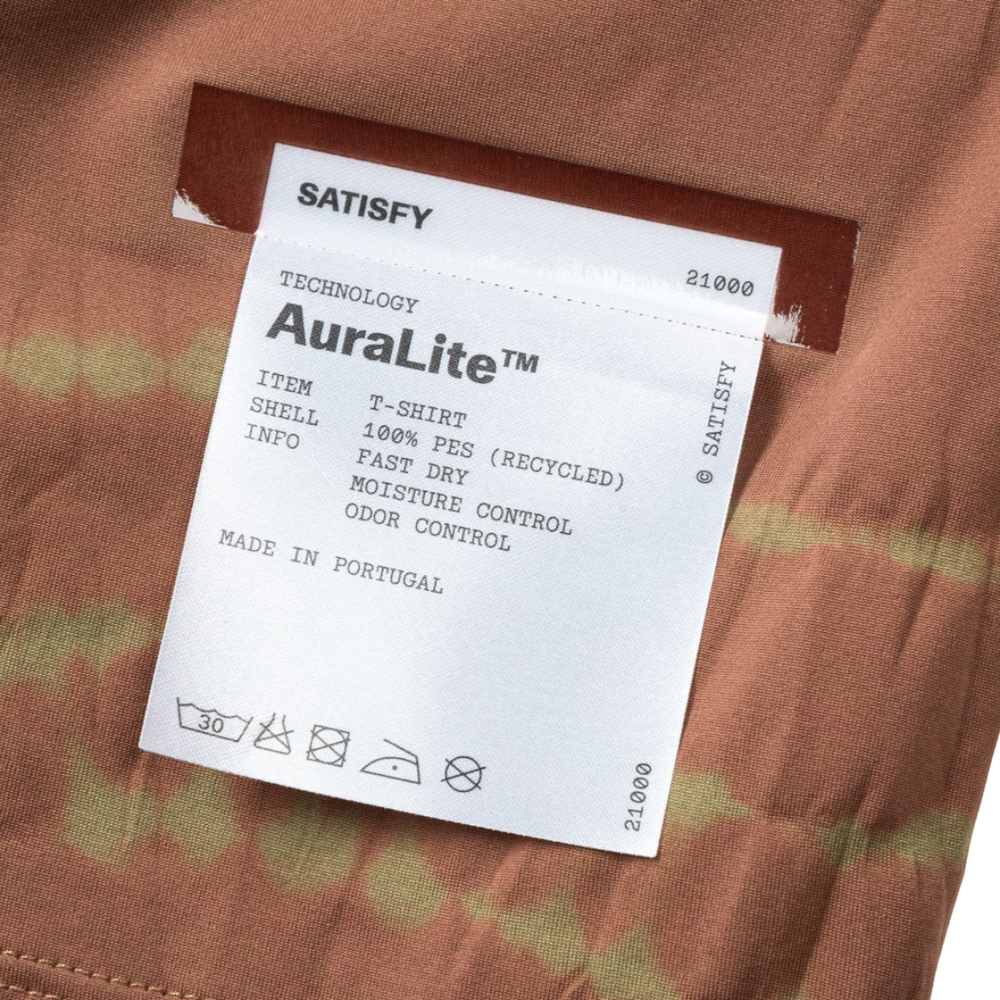 SATISFY
21000
TECHNOLOGY
AuraLite™
ITEM T-SHIRT
SHELL 100% PES (RECYCLED)
INFO FAST DRY
MOISTURE CONTROL
ODOR CONTROL
MADE IN PORTUGAL
© SATISFY
30
21000